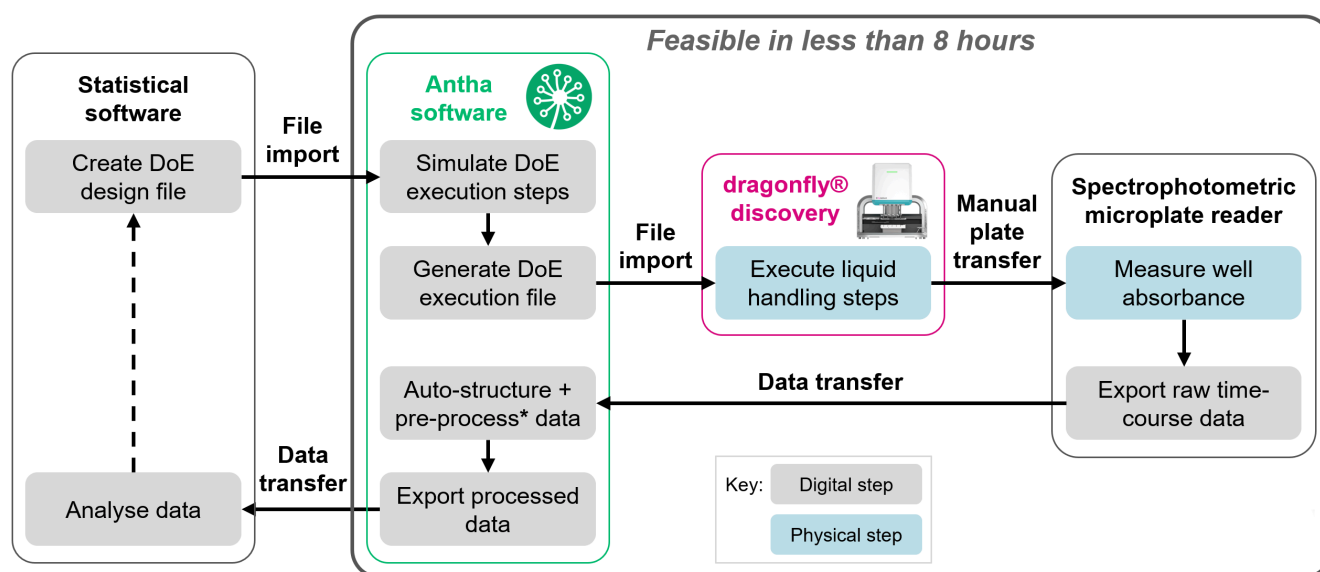 Feasible in less than 8 hours
Statistical
software
Create DoE
design file
Analyse data
File
import
Data
transfer
Antha
software
Simulate DoE
execution steps
Generate DoE
execution file
Auto-structure +
pre-process* data
Export processed
data
File
import
dragonfly®
discovery
Execute liquid
handling steps
Manual
plate
transfer
Data transfer
Spectrophotometric
microplate reader
Measure well
absorbance
Export raw time-
course data
Key:
Digital step
Physical step